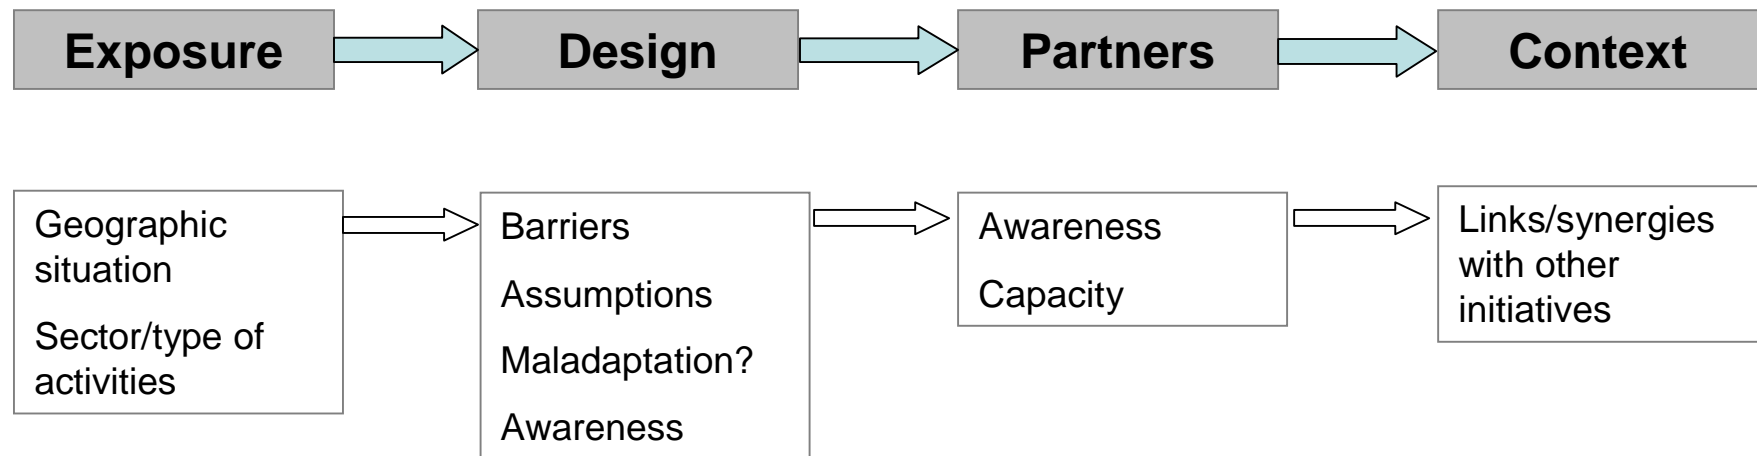 Exposure
Design
Partners
Context
Geographic
situation
Sector/type of
activities
Barriers
Assumptions
Maladaptation?
Awareness
Awareness
Capacity
Links/synergies
with other
initiatives